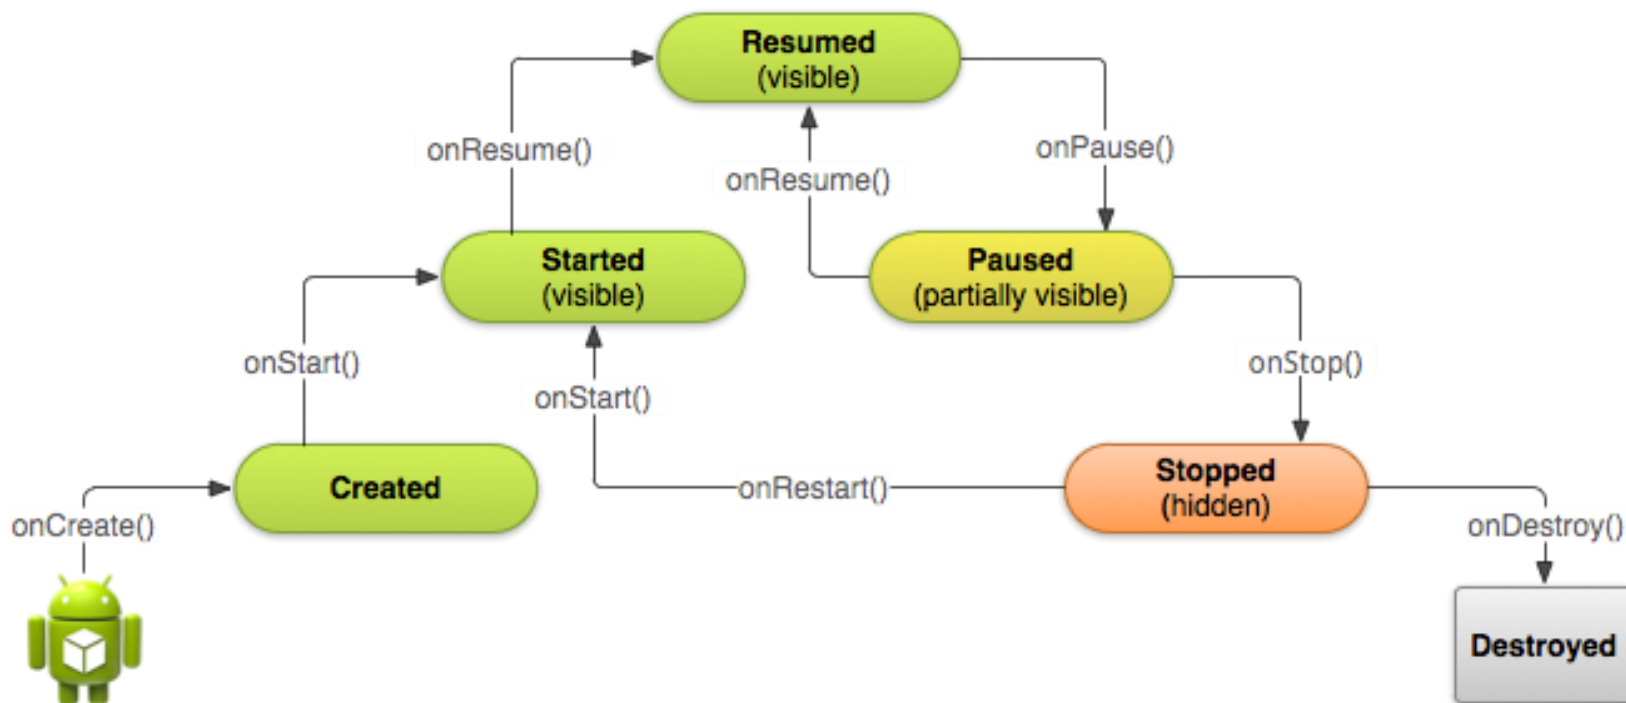 Resumed
(visible)
onResume()
onPause()
onResume()
Started
(visible)
Paused
(partially visible)
onStart()
onStop()
onStart()
Created
onRestart()
Stopped
(hidden)
onCreate()
onDestroy()
Destroyed